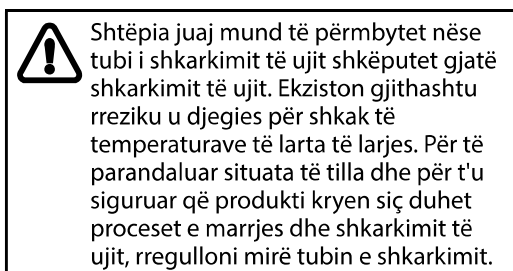 Shtëpia juaj mund të përmbytet nëse
tubi i shkarkimit të ujit shkëputet gjatë
shkarkimit të ujit. Ekziston gjithashtu
rreziku u djegies për shkak të
temperaturave të larta të larjes. Për të
parandaluar situata të tilla dhe për t'u
siguruar që produkti kryen siç duhet
proceset e marrjes dhe shkarkimit të
ujit, rregulloni mirë tubin e shkarkimit.